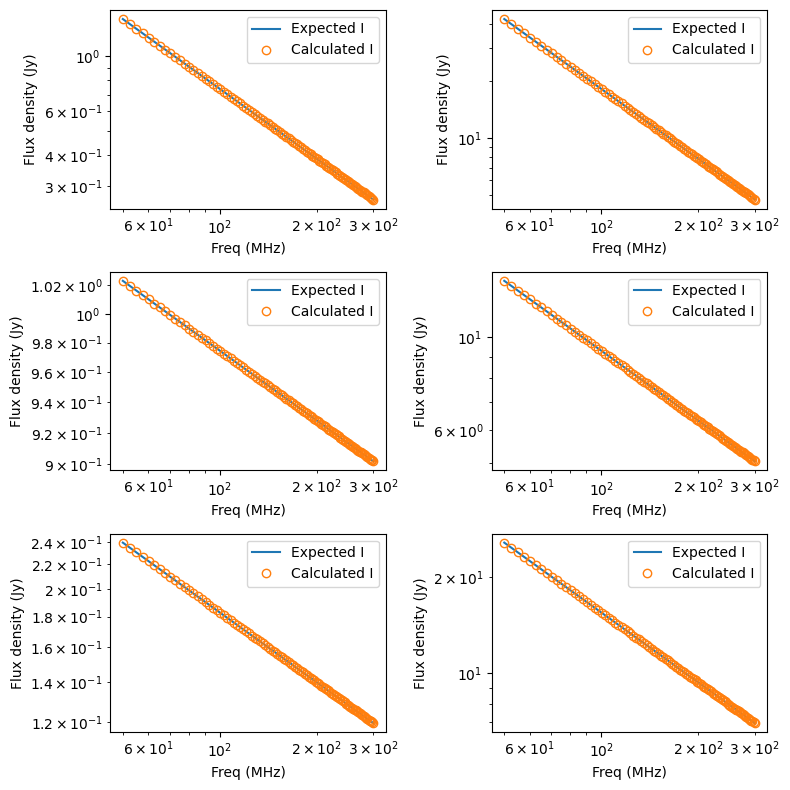 Flux density (Jy)
10⁰
6 × 10⁻¹
4 × 10⁻¹
3 × 10⁻¹
Expected I
Calculated I
6 × 10¹ 10² 2 × 10² 3 × 10²
Freq (MHz)
Flux density (Jy)
10¹
Expected I
Calculated I
6 × 10¹ 10² 2 × 10² 3 × 10²
Freq (MHz)
Flux density (Jy)
1.02 × 10⁰
10⁰
9.8 × 10⁻¹
9.6 × 10⁻¹
9.4 × 10⁻¹
9.2 × 10⁻¹
9 × 10⁻¹
Expected I
Calculated I
6 × 10¹ 10² 2 × 10² 3 × 10²
Freq (MHz)
Flux density (Jy)
10¹
6 × 10⁰
Expected I
Calculated I
6 × 10¹ 10² 2 × 10² 3 × 10²
Freq (MHz)
Flux density (Jy)
2.4 × 10⁻¹
2.2 × 10⁻¹
2 × 10⁻¹
1.8 × 10⁻¹
1.6 × 10⁻¹
1.4 × 10⁻¹
1.2 × 10⁻¹
Expected I
Calculated I
6 × 10¹ 10² 2 × 10² 3 × 10²
Freq (MHz)
Flux density (Jy)
2 × 10¹
10¹
Expected I
Calculated I
6 × 10¹ 10² 2 × 10² 3 × 10²
Freq (MHz)